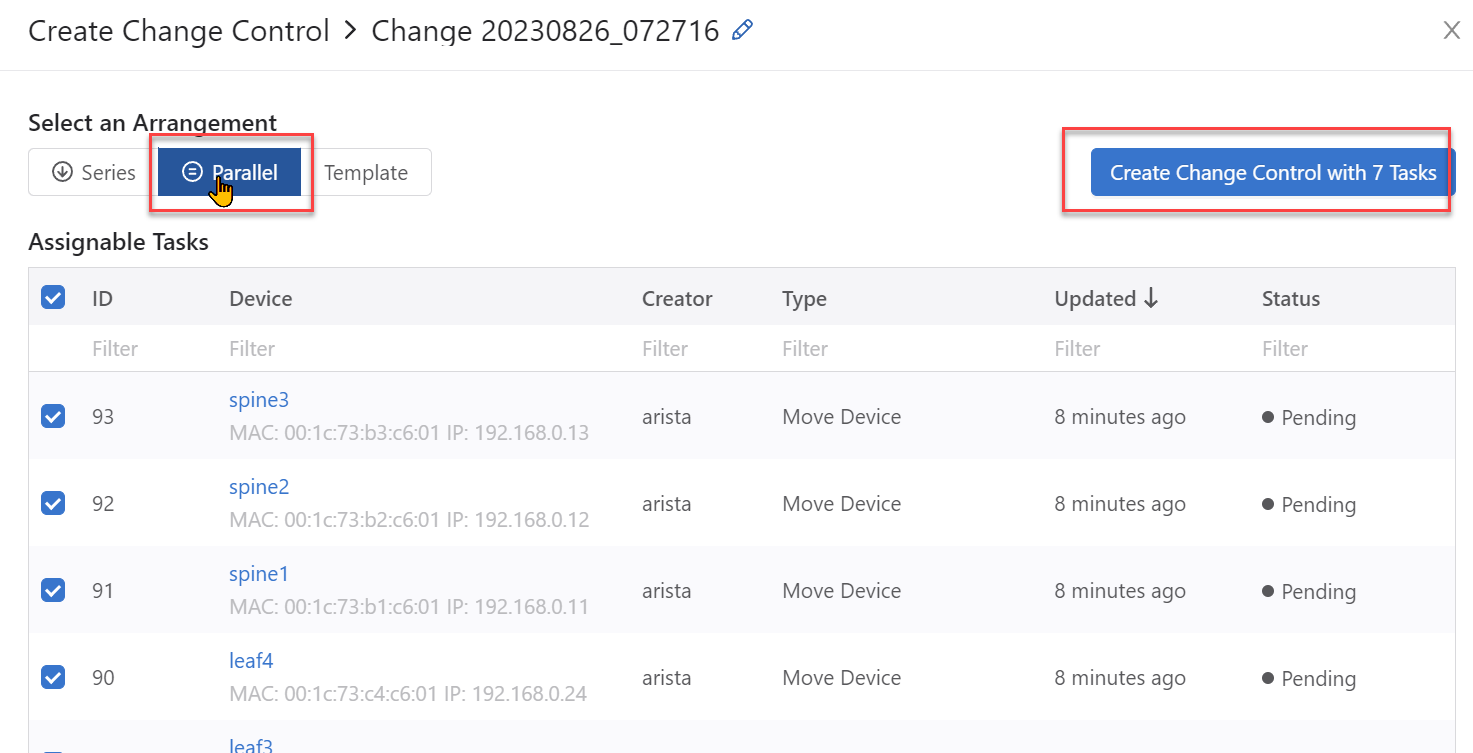 Create Change Control > Change 20230826_072716
Select an Arrangement
Series Parallel Template Create Change Control with 7 Tasks
Assignable Tasks
ID Device Creator Type Updated Status
Filter Filter Filter Filter Filter Filter
spine3
93 arista Move Device 8 minutes ago Pending
MAC: 00:1c:73:b3:c6:01 IP: 192.168.0.13
spine2
92 arista Move Device 8 minutes ago Pending
MAC: 00:1c:73:b2:c6:01 IP: 192.168.0.12
spine1
91 arista Move Device 8 minutes ago Pending
MAC: 00:1c:73:b1:c6:01 IP: 192.168.0.11
leaf4
90 arista Move Device 8 minutes ago Pending
MAC: 00:1c:73:c4:c6:01 IP: 192.168.0.24
leaf3